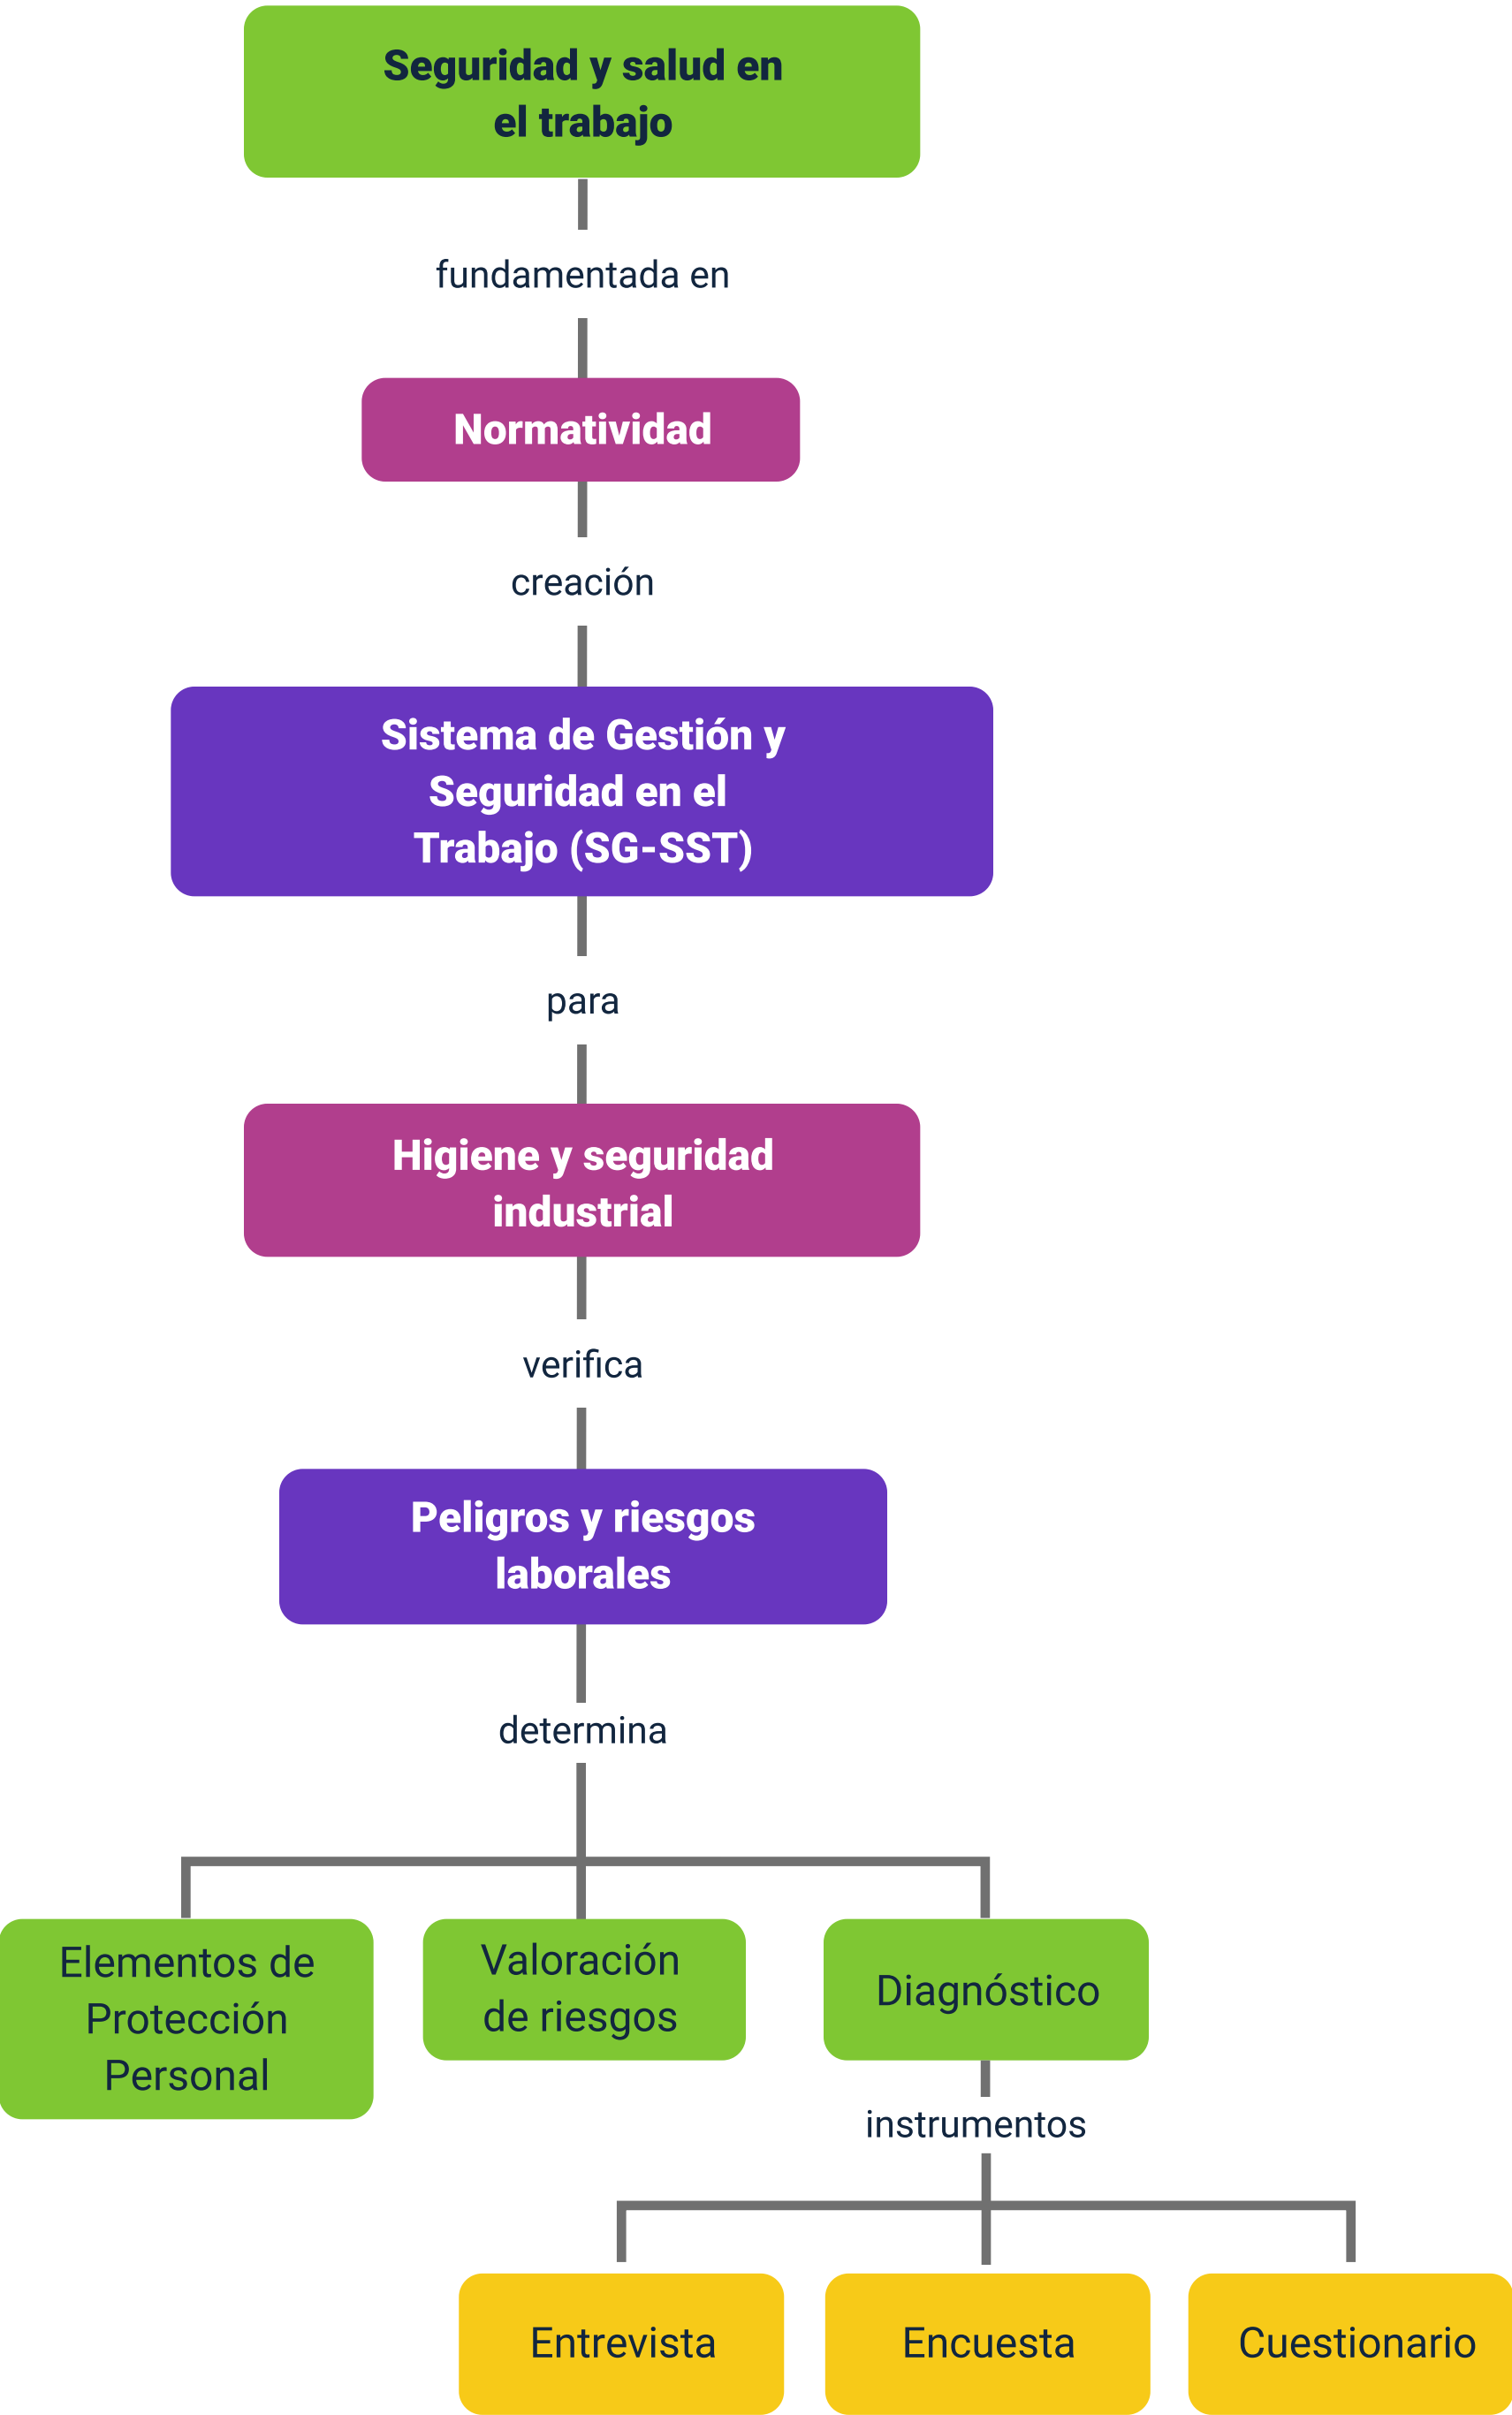 Seguridad y salud en
el trabajo
fundamentada en
Normatividad
creación
Sistema de Gestión y
Seguridad en el
Trabajo (SG-SST)
para
Higiene y seguridad
industrial
verifica
Peligros y riesgos
laborales
determina
Elementos de
Protección
Personal
Valoración
de riesgos
Diagnóstico
instrumentos
Entrevista
Encuesta
Cuestionario